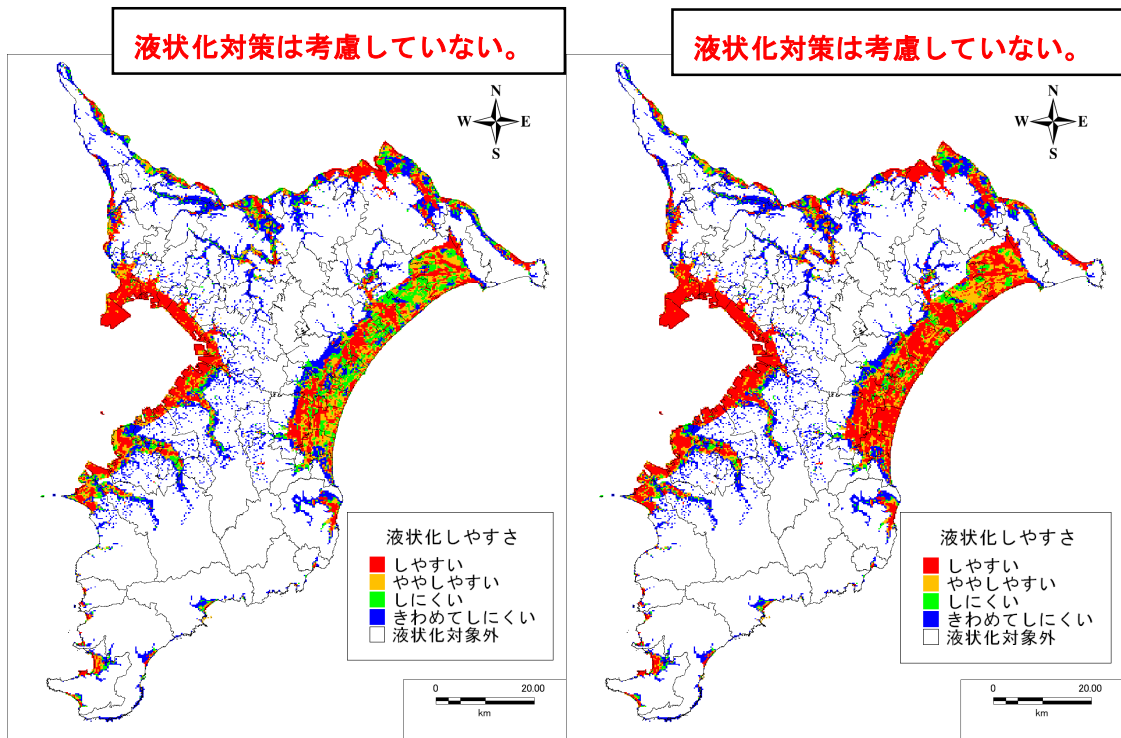 液状化対策は考慮していない。
N
W E
S
液状化しやすさ
しやすい
ややしやすい
しにくい
きわめてしにくい
液状化対象外
0 20.00
km
液状化対策は考慮していない。
N
W E
S
液状化しやすさ
しやすい
ややしやすい
しにくい
きわめてしにくい
液状化対象外
0 20.00
km